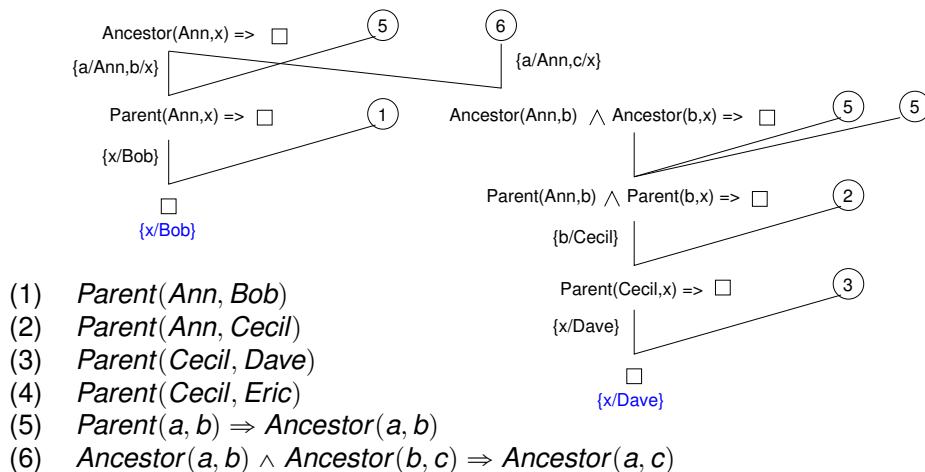 Ancestor(Ann,x) => □ 5 6
{a/Ann,b/x} {a/Ann,c/x}
Parent(Ann,x) => □ 1 Ancestor(Ann,b) ∧ Ancestor(b,x) => □ 5 5
{x/Bob}
□ Parent(Ann,b) ∧ Parent(b,x) => □ 2
{x/Bob} {b/Cecil}
(1) Parent(Ann, Bob) Parent(Cecil,x) => □ 3
(2) Parent(Ann, Cecil) {x/Dave}
(3) Parent(Cecil, Dave) □
(4) Parent(Cecil, Eric) {x/Dave}
(5) Parent(a, b) ⇒ Ancestor(a, b)
(6) Ancestor(a, b) ∧ Ancestor(b, c) ⇒ Ancestor(a, c)